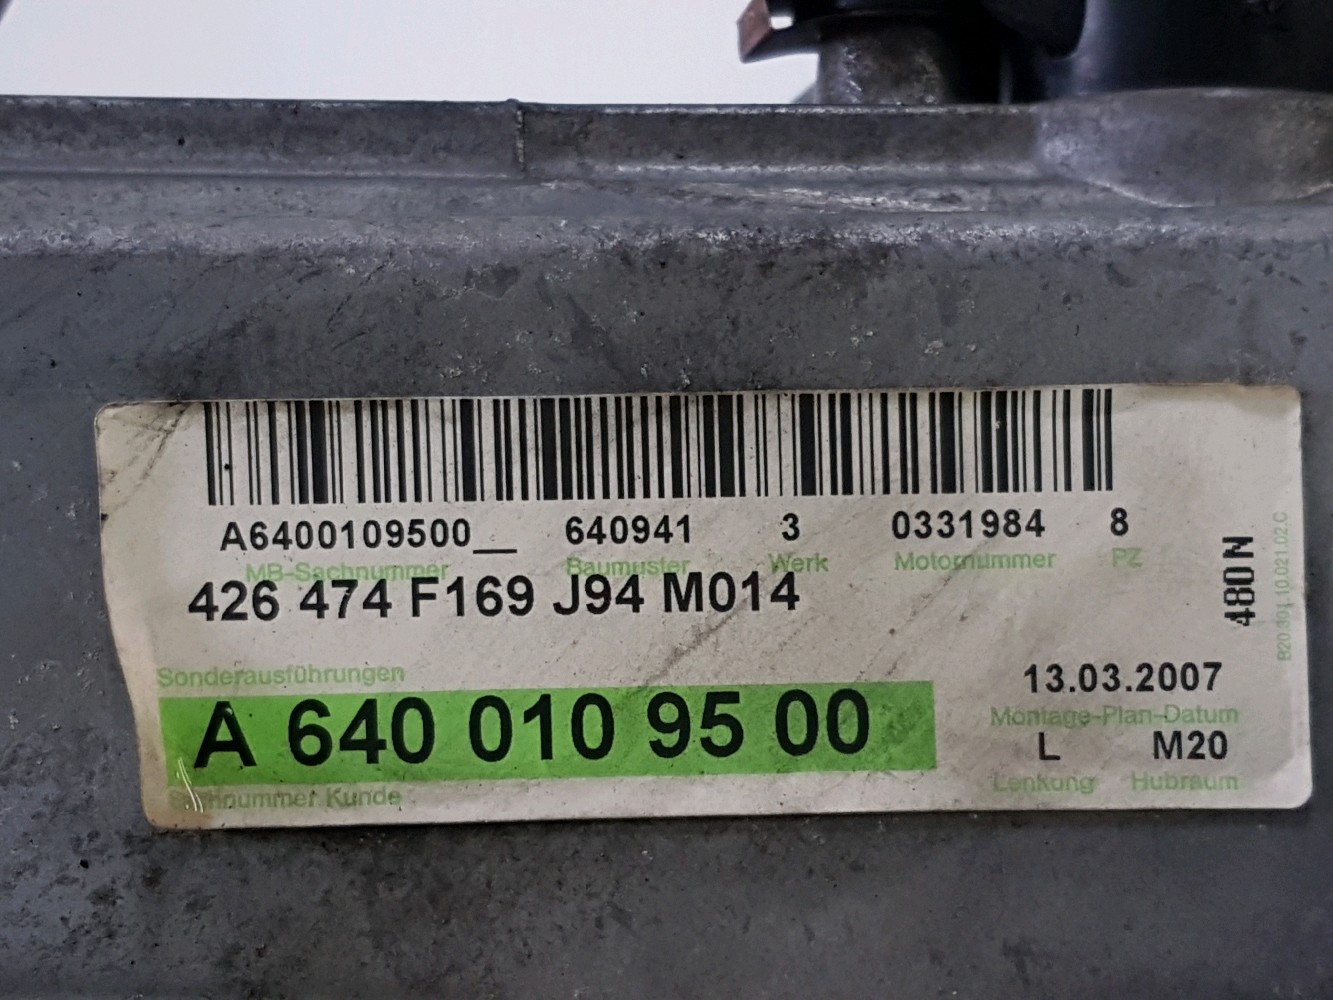 A6400109500__ 640941 3 0331984 8
MB-Sachnummer Baumuster Werk Motornummer PZ
426 474 F169 J94 M014
480 N
Sonderausführungen
13.03.2007
Montage-Plan-Datum
A 640 010 95 00
L M20
Lenkung Hubraum
Sachnummer Kunde